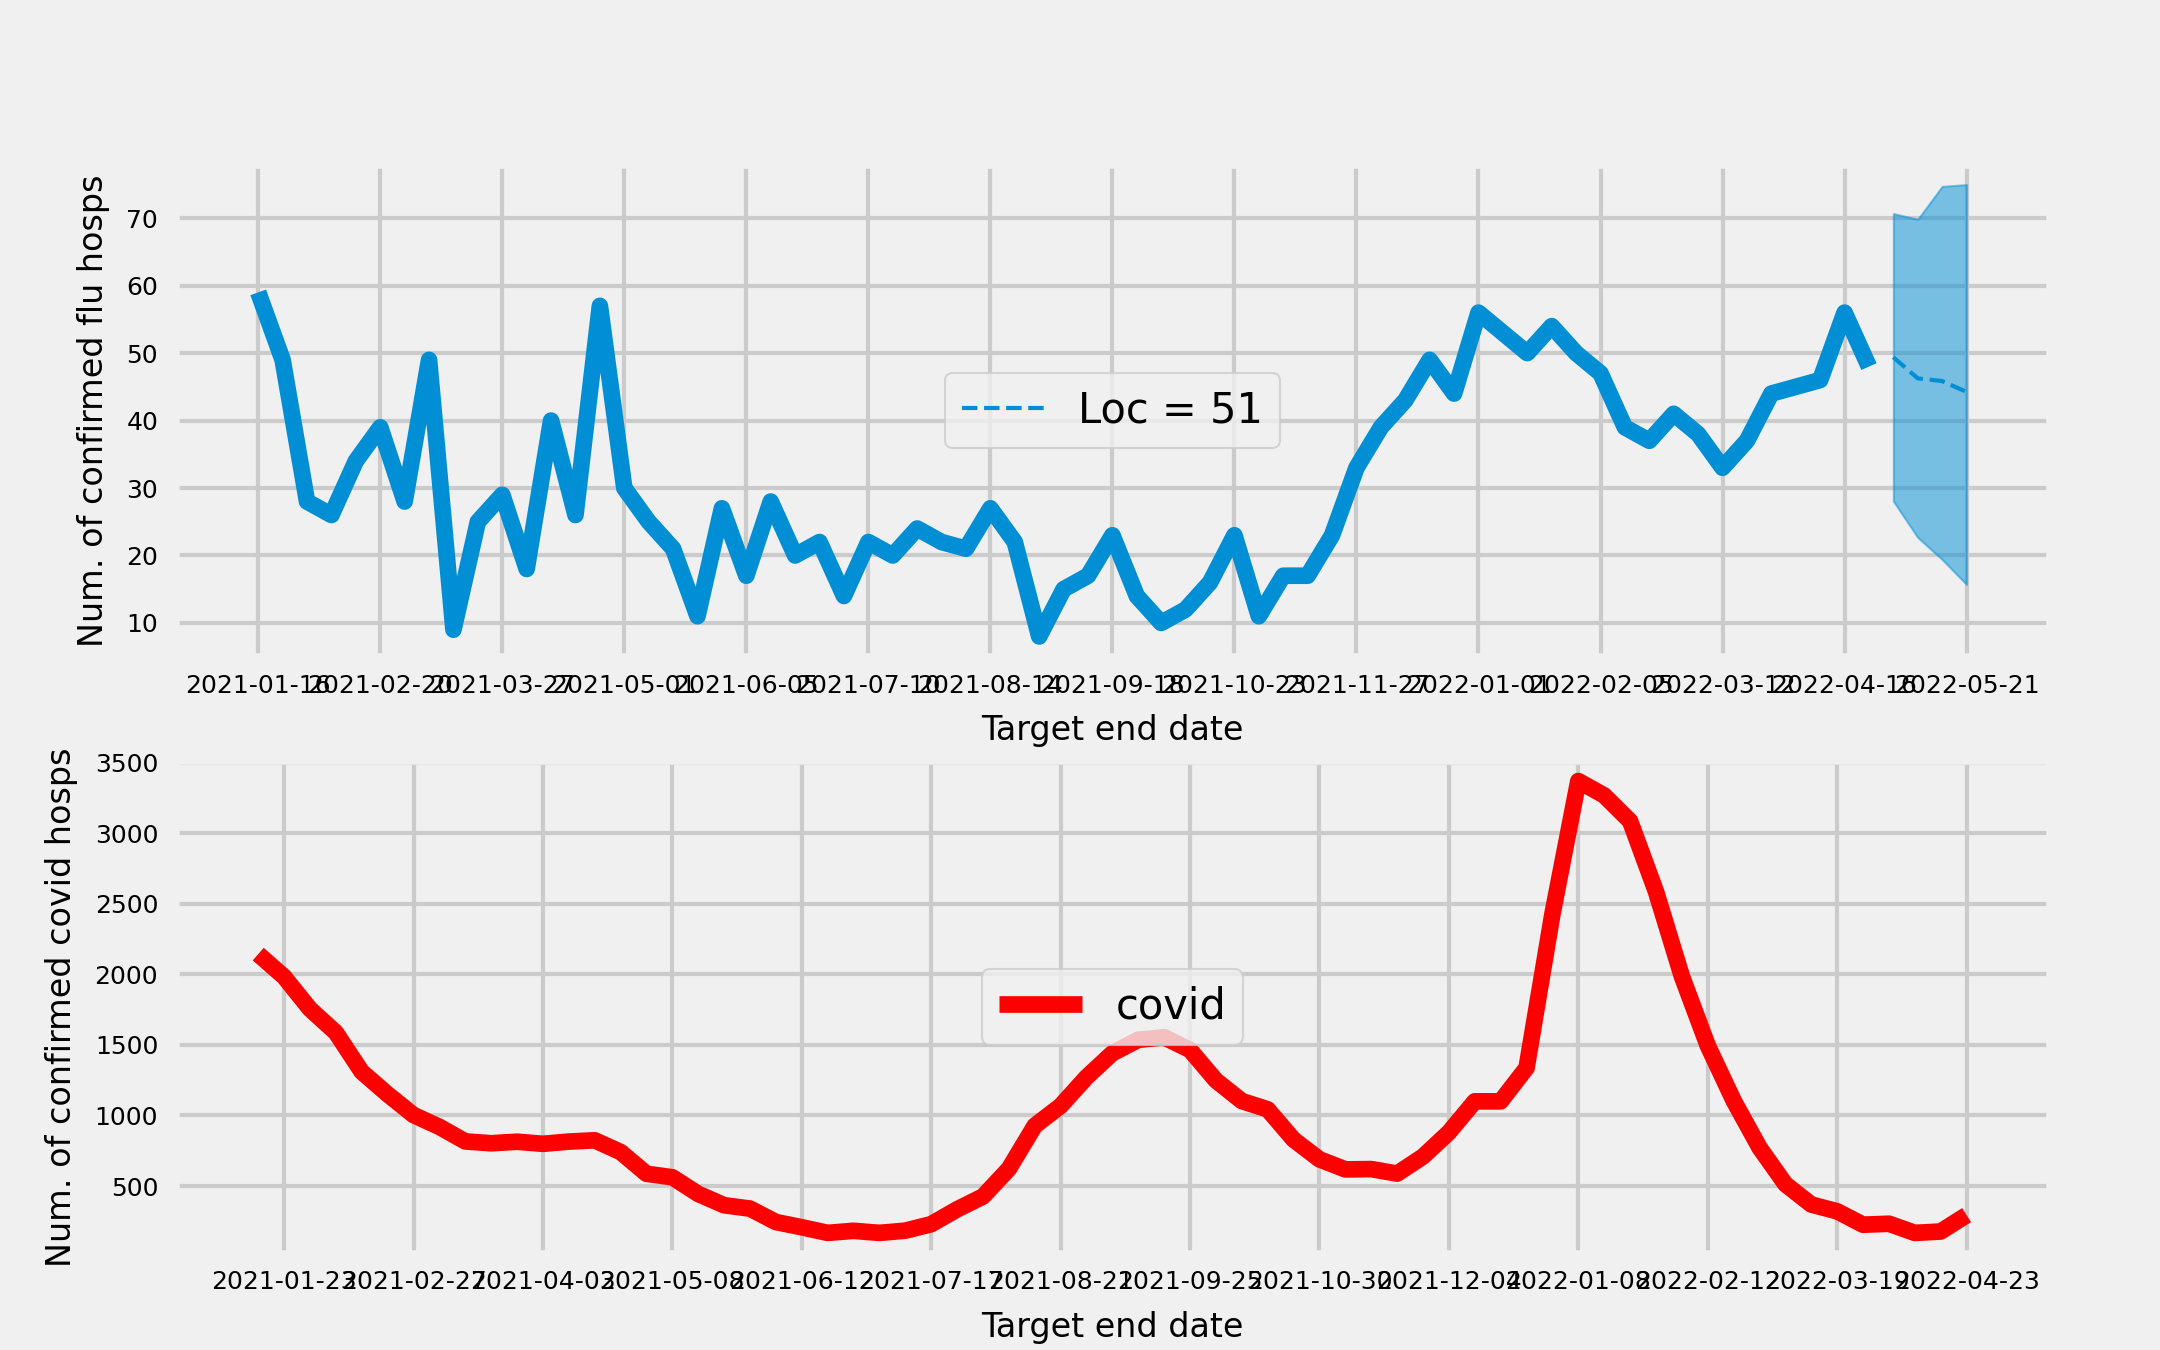 Num. of confirmed flu hosps
70
60
50
40
30
20
10
Loc = 51
2021-01-16 2021-02-20 2021-03-27 2021-05-01 2021-06-05 2021-07-10 2021-08-14 2021-09-18 2021-10-23 2021-11-27 2022-01-01 2022-02-05 2022-03-12 2022-04-16 2022-05-21
Target end date
Num. of confirmed covid hosps
3500
3000
2500
2000
1500
1000
500
covid
2021-01-23 2021-02-27 2021-04-03 2021-05-08 2021-06-12 2021-07-17 2021-08-21 2021-09-25 2021-10-30 2021-12-04 2022-01-08 2022-02-12 2022-03-19 2022-04-23
Target end date